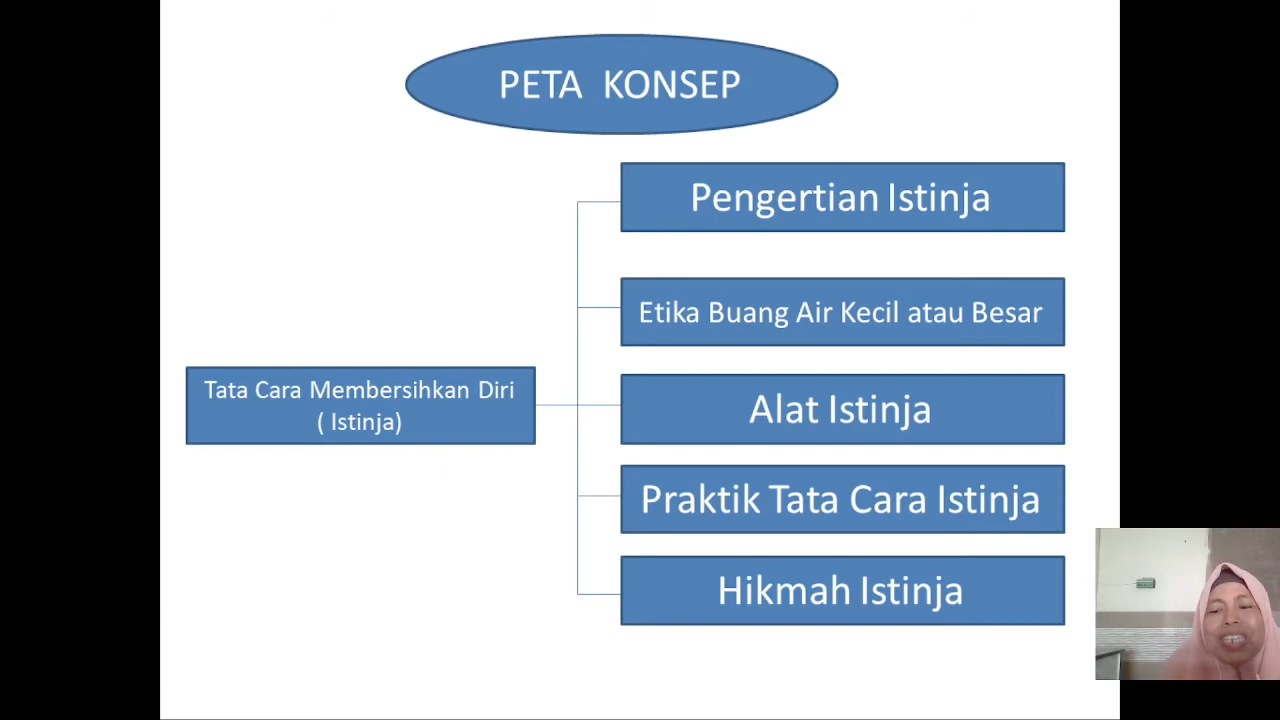 PETA KONSEP
Pengertian Istinja
Etika Buang Air Kecil atau Besar
Tata Cara Membersihkan Diri
( Istinja)
Alat Istinja
Praktik Tata Cara Istinja
Hikmah Istinja